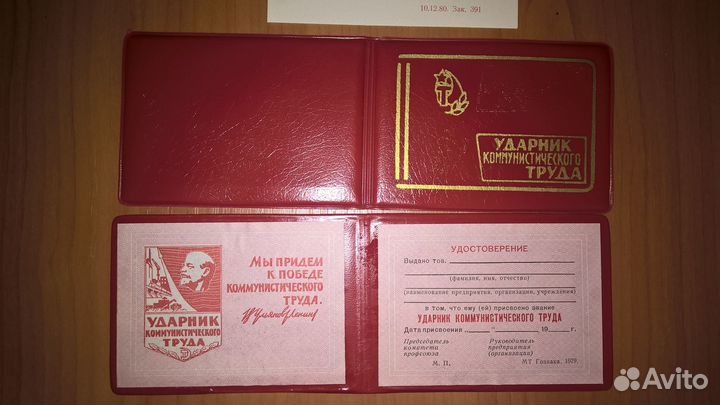 10.12.80. Зак. 391
УДАРНИК
КОММУНИСТИЧЕСКОГО
ТРУДА
Мы придем
к победе
коммунистического
труда.
В. Ульянов (Ленин)
УДАРНИК
КОММУНИСТИЧЕСКОГО
ТРУДА
УДОСТОВЕРЕНИЕ
Выдано тов.
(фамилия, имя, отчество)
(наименование предприятия, организации, учреждения)
в том, что ему (ей) присвоено звание
УДАРНИК КОММУНИСТИЧЕСКОГО ТРУДА
Дата присвоения " " 19 г.
Председатель комитета профсоюза
Руководитель предприятия (организации)
М. П.
МТ Гознака. 1979.
Avito